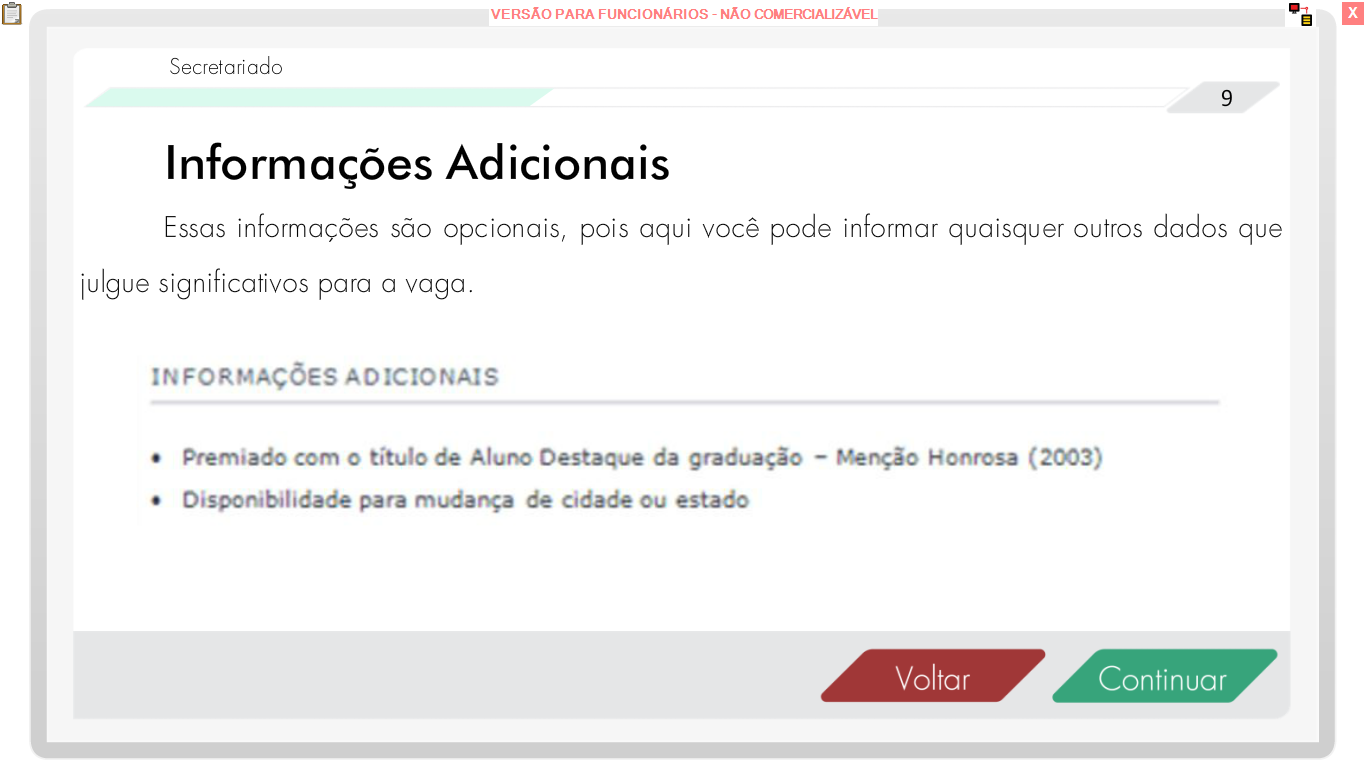 VERSÃO PARA FUNCIONÁRIOS - NÃO COMERCIALIZÁVEL
X
Secretariado
9
Informações Adicionais
Essas informações são opcionais, pois aqui você pode informar quaisquer outros dados que
julgue significativos para a vaga.
INFORMAÇÕES ADICIONAIS
• Premiado com o título de Aluno Destaque da graduação – Menção Honrosa (2003)
• Disponibilidade para mudança de cidade ou estado
Voltar
Continuar